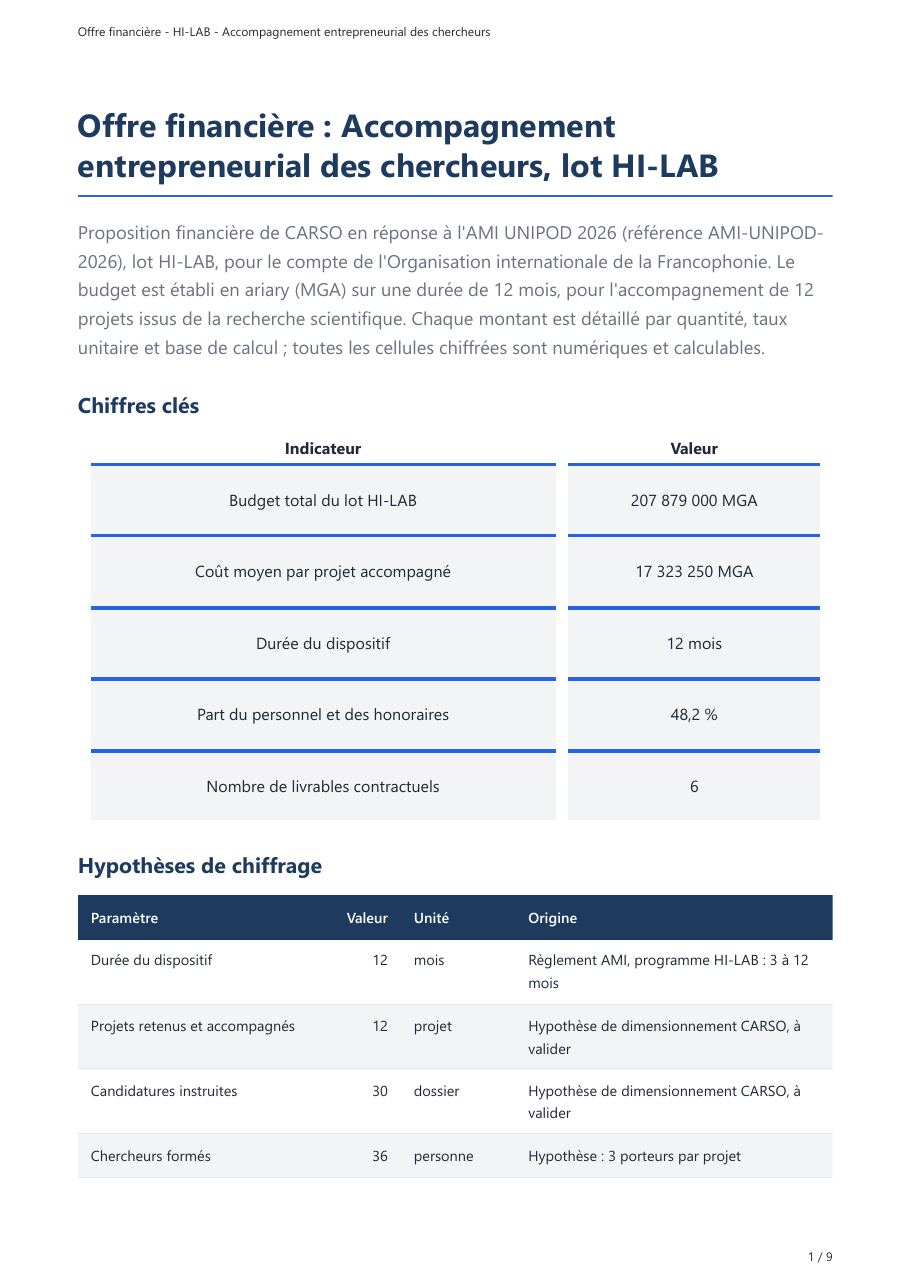 Offre financière - HI-LAB - Accompagnement entrepreneurial des chercheurs
Offre financière : Accompagnement
entrepreneurial des chercheurs, lot HI-LAB
Proposition financière de CARSO en réponse à l'AMI UNIPOD 2026 (référence AMI-UNIPOD-
2026), lot HI-LAB, pour le compte de l'Organisation internationale de la Francophonie. Le
budget est établi en ariary (MGA) sur une durée de 12 mois, pour l'accompagnement de 12
projets issus de la recherche scientifique. Chaque montant est détaillé par quantité, taux
unitaire et base de calcul ; toutes les cellules chiffrées sont numériques et calculables.
Chiffres clés
Indicateur Valeur
Budget total du lot HI-LAB 207 879 000 MGA
Coût moyen par projet accompagné 17 323 250 MGA
Durée du dispositif 12 mois
Part du personnel et des honoraires 48,2 %
Nombre de livrables contractuels 6
Hypothèses de chiffrage
Paramètre Valeur Unité Origine
Durée du dispositif 12 mois Règlement AMI, programme HI-LAB : 3 à 12
mois
Projets retenus et accompagnés 12 projet Hypothèse de dimensionnement CARSO, à
valider
Candidatures instruites 30 dossier Hypothèse de dimensionnement CARSO, à
valider
Chercheurs formés 36 personne Hypothèse : 3 porteurs par projet
1 / 9